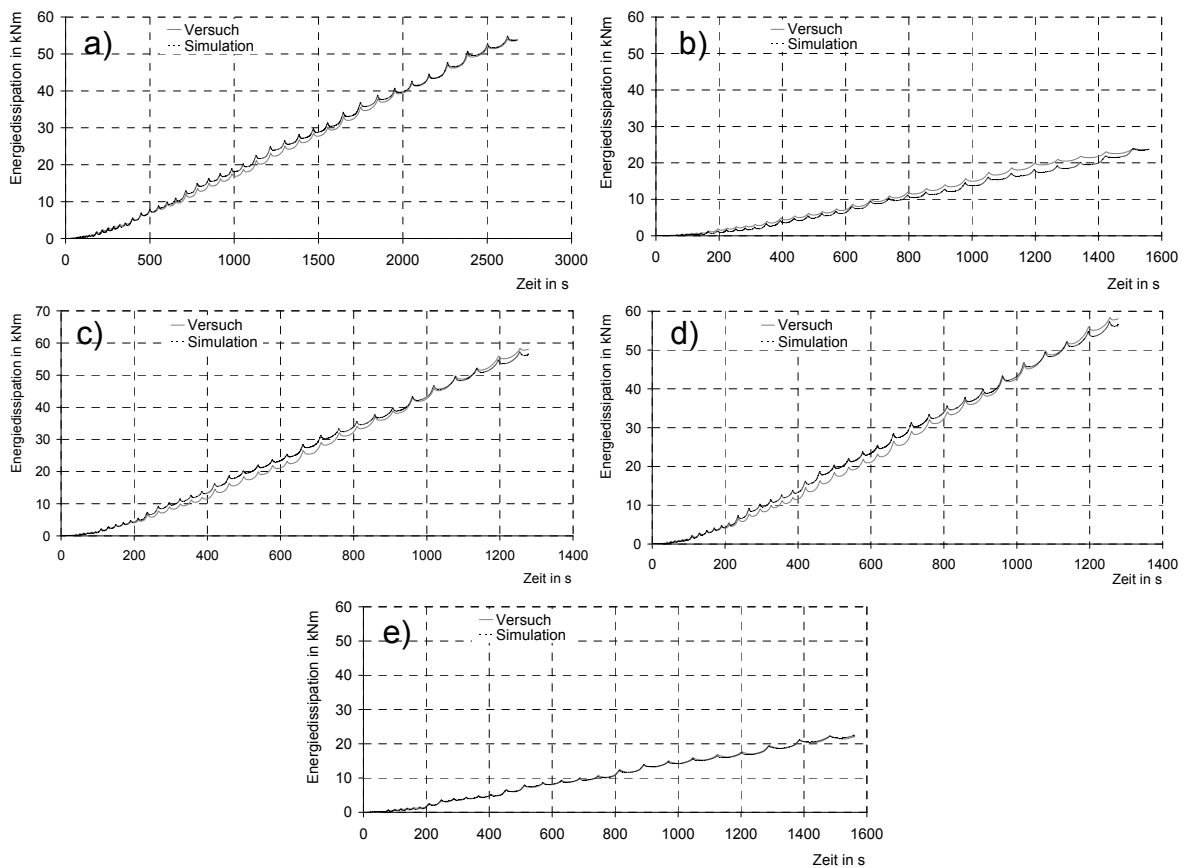 a)
Energiedissipation in kNm
60
50
40
30
20
10
0
Versuch
Simulation
0 500 1000 1500 2000 2500 3000
Zeit in s
b)
Energiedissipation in kNm
60
50
40
30
20
10
0
Versuch
Simulation
0 200 400 600 800 1000 1200 1400 1600
Zeit in s
c)
Energiedissipation in kNm
70
60
50
40
30
20
10
0
Versuch
Simulation
0 200 400 600 800 1000 1200 1400
Zeit in s
d)
Energiedissipation in kNm
60
50
40
30
20
10
0
Versuch
Simulation
0 200 400 600 800 1000 1200 1400
Zeit in s
e)
Energiedissipation in kNm
60
50
40
30
20
10
0
Versuch
Simulation
0 200 400 600 800 1000 1200 1400 1600
Zeit in s